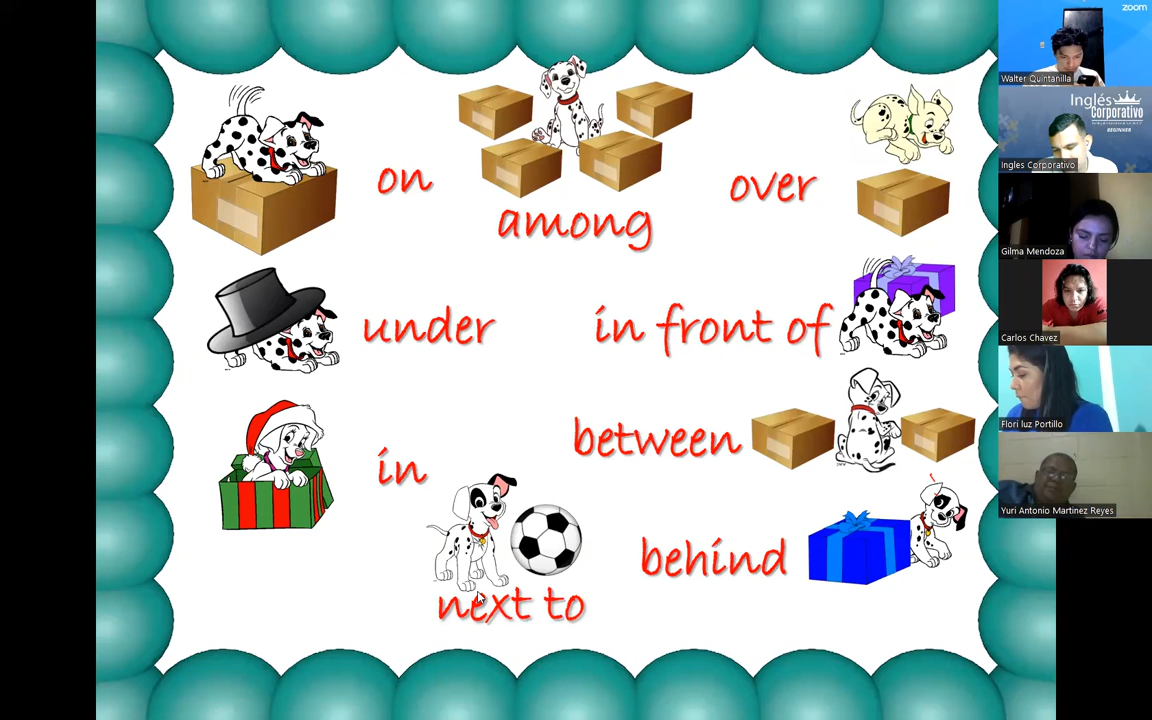 on
among
over
under
in front of
in
between
next to
behind
zoom
Walter Quintanilla
Inglés
Corporativo
BEGINNER
Ingles Corporativo
Gilma Mendoza
Carlos Chavez
Flori luz Portillo
Yuri Antonio Martinez Reyes